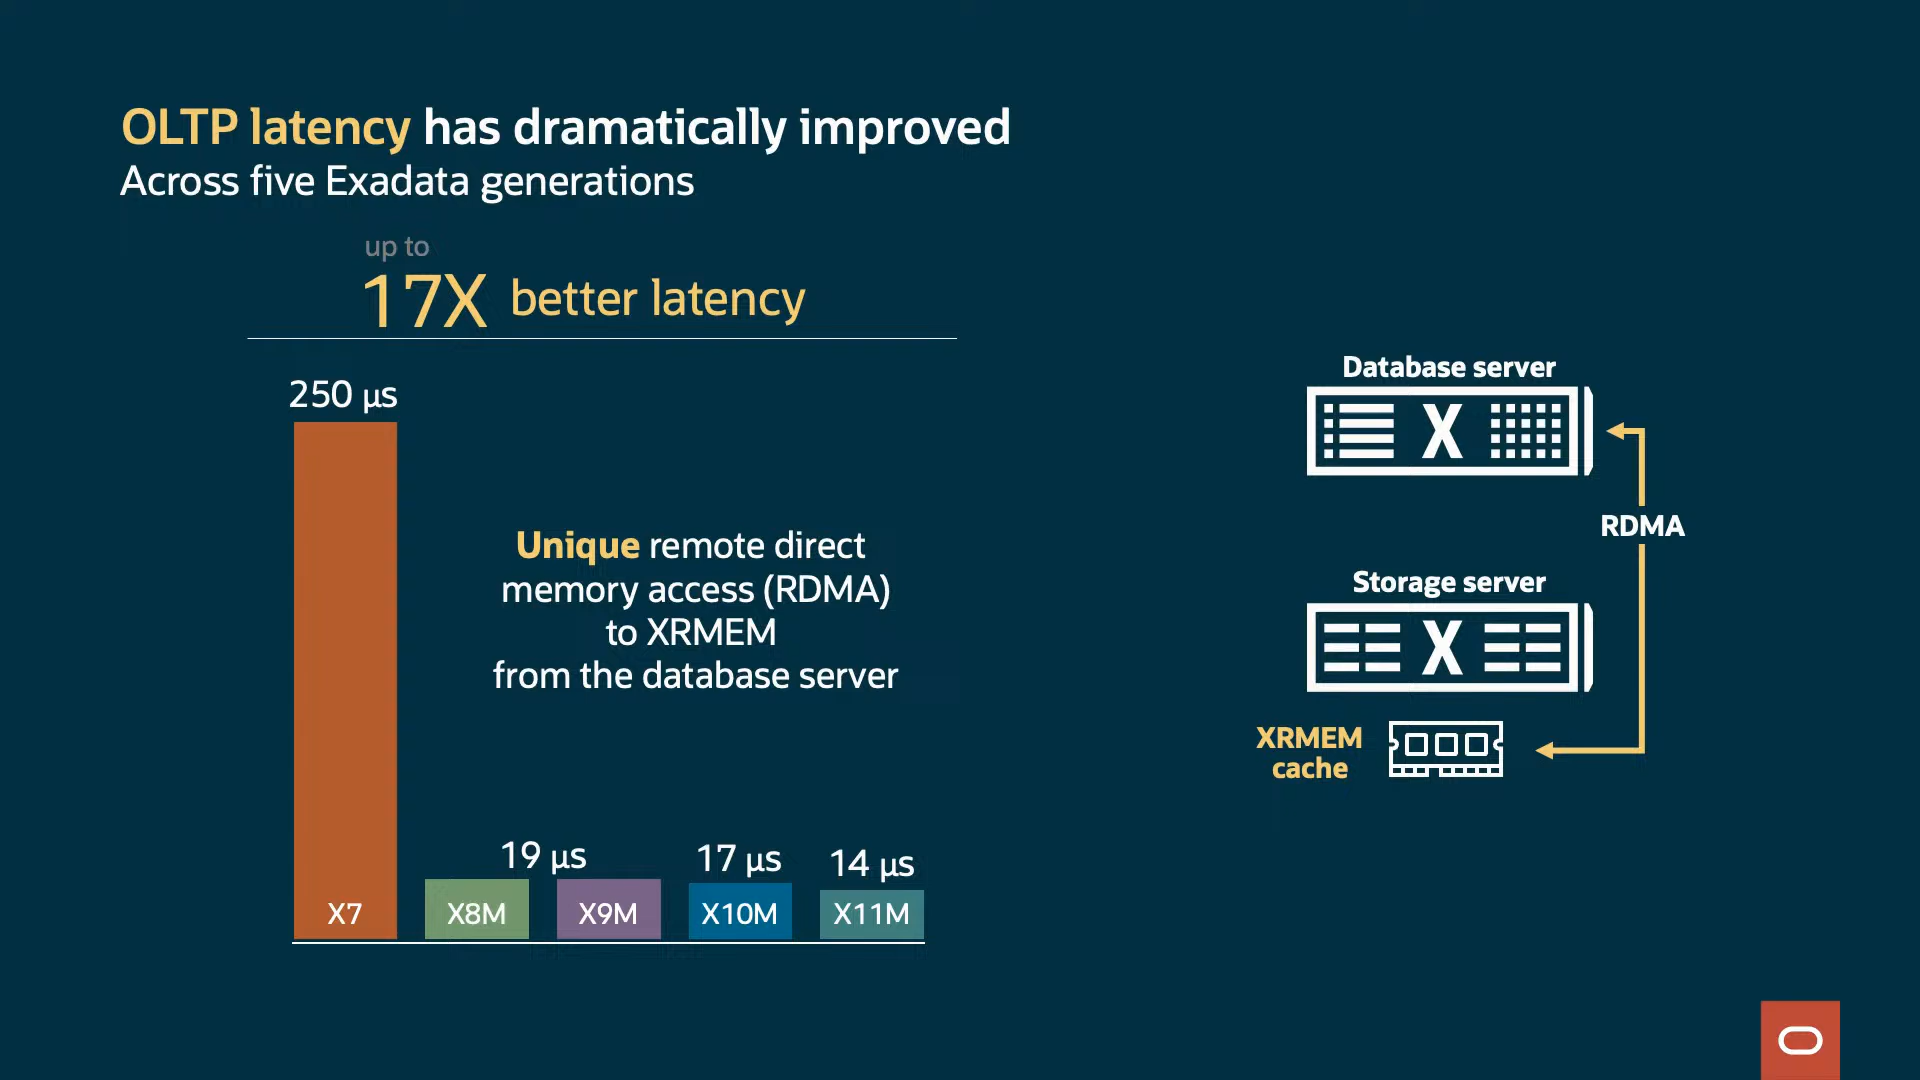 OLTP latency has dramatically improved
Across five Exadata generations
up to
17X better latency
250 µs
Unique remote direct
memory access (RDMA)
to XRMEM
from the database server
19 µs
17 µs
14 µs
X7
X8M
X9M
X10M
X11M
Database server
X
RDMA
Storage server
X
XRMEM
cache